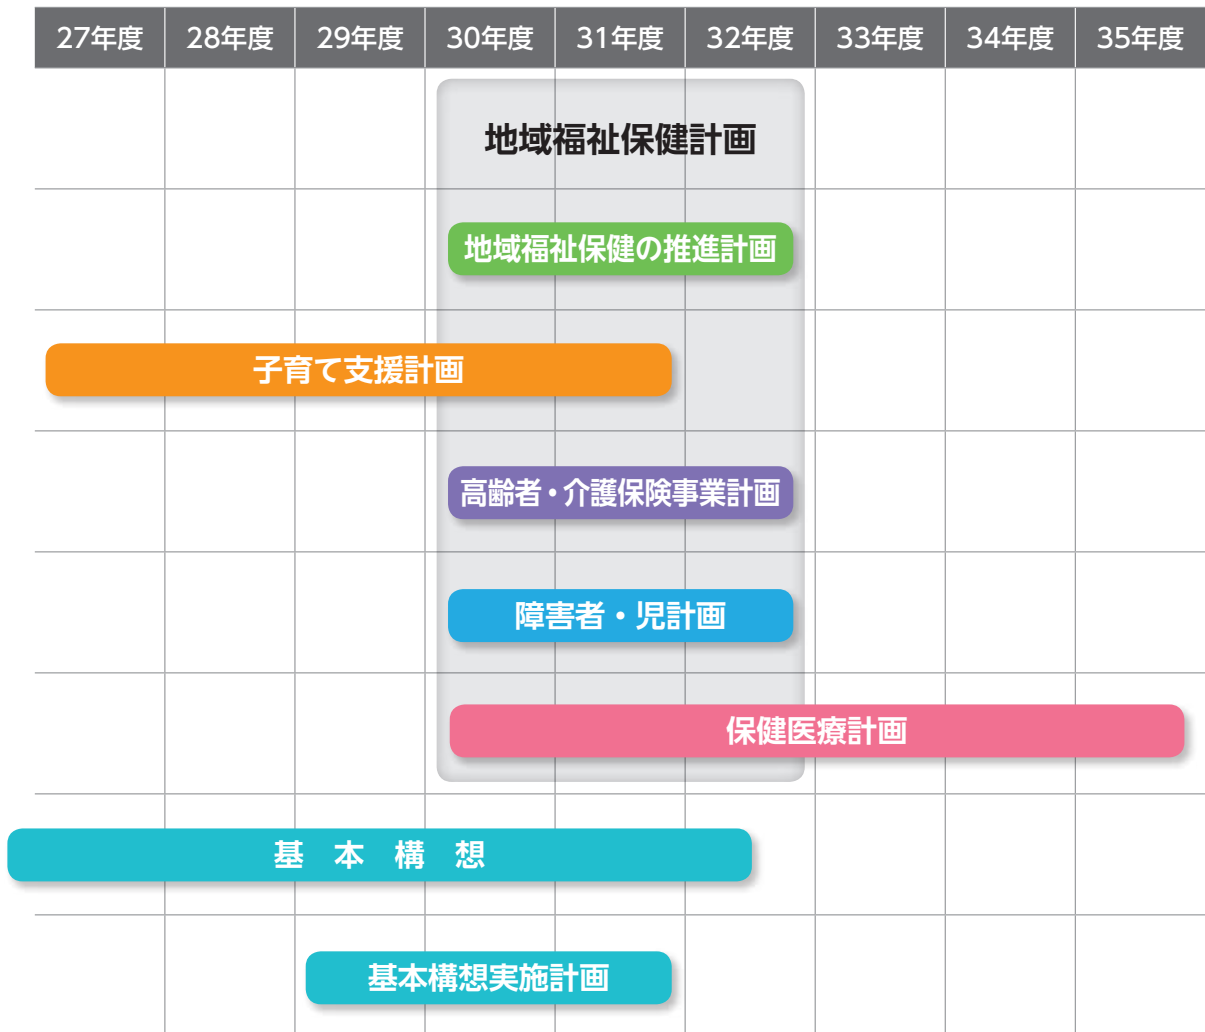 27年度 28年度 29年度 30年度 31年度 32年度 33年度 34年度 35年度
地域福祉保健計画
地域福祉保健の推進計画
子育て支援計画
高齢者・介護保険事業計画
障害者・児計画
保健医療計画
基本構想
基本構想実施計画